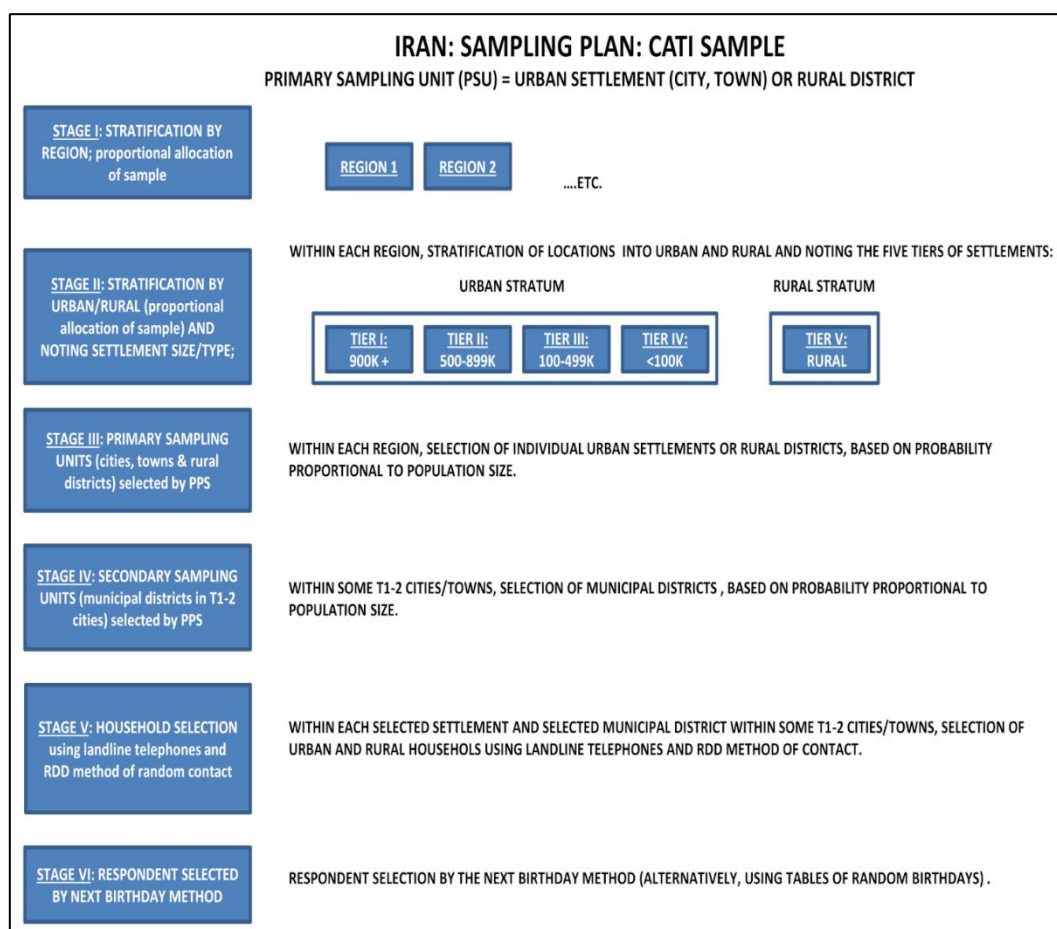 IRAN: SAMPLING PLAN: CATI SAMPLE
PRIMARY SAMPLING UNIT (PSU) = URBAN SETTLEMENT (CITY, TOWN) OR RURAL DISTRICT
STAGE I: STRATIFICATION BY
REGION; proportional allocation
of sample
REGION 1
REGION 2
....ETC.
STAGE II: STRATIFICATION BY
URBAN/RURAL (proportional
allocation of sample) AND
NOTING SETTLEMENT SIZE/TYPE;
WITHIN EACH REGION, STRATIFICATION OF LOCATIONS INTO URBAN AND RURAL AND NOTING THE FIVE TIERS OF SETTLEMENTS:
URBAN STRATUM
RURAL STRATUM
TIER I:
900K +
TIER II:
500-899K
TIER III:
100-499K
TIER IV:
<100K
TIER V:
RURAL
STAGE III: PRIMARY SAMPLING
UNITS (cities, towns & rural
districts) selected by PPS
WITHIN EACH REGION, SELECTION OF INDIVIDUAL URBAN SETTLEMENTS OR RURAL DISTRICTS, BASED ON PROBABILITY
PROPORTIONAL TO POPULATION SIZE.
STAGE IV: SECONDARY SAMPLING
UNITS (municipal districts in T1-2
cities) selected by PPS
WITHIN SOME T1-2 CITIES/TOWNS, SELECTION OF MUNICIPAL DISTRICTS , BASED ON PROBABILITY PROPORTIONAL TO
POPULATION SIZE.
STAGE V: HOUSEHOLD SELECTION
using landline telephones and
RDD method of random contact
WITHIN EACH SELECTED SETTLEMENT AND SELECTED MUNICIPAL DISTRICT WITHIN SOME T1-2 CITIES/TOWNS, SELECTION OF
URBAN AND RURAL HOUSEHOLS USING LANDLINE TELEPHONES AND RDD METHOD OF CONTACT.
STAGE VI: RESPONDENT SELECTED
BY NEXT BIRTHDAY METHOD
RESPONDENT SELECTION BY THE NEXT BIRTHDAY METHOD (ALTERNATIVELY, USING TABLES OF RANDOM BIRTHDAYS) .